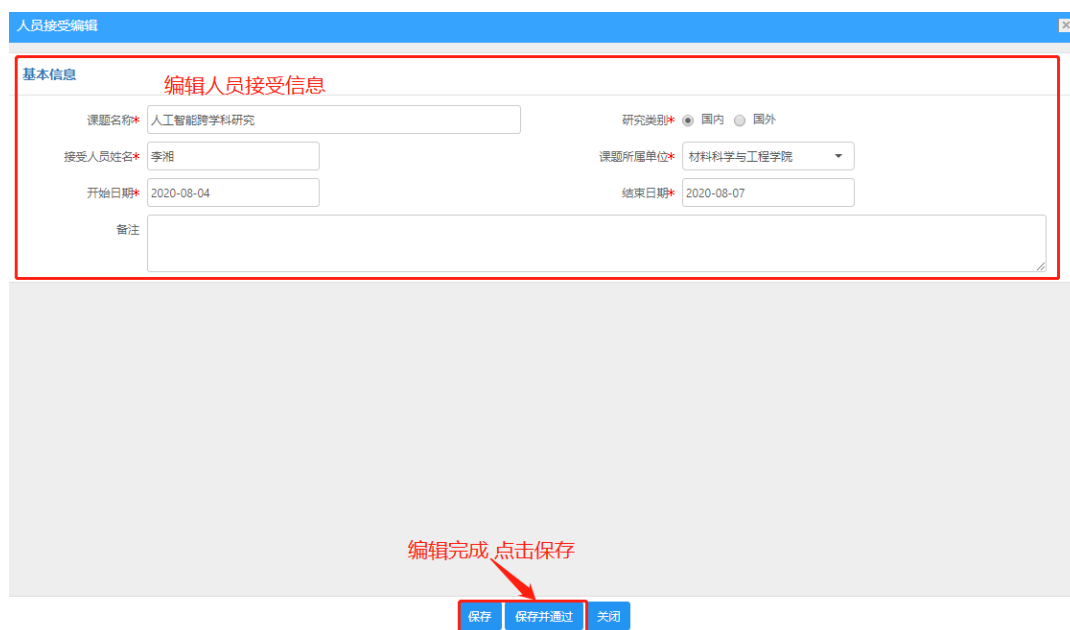 人员接受编辑
基本信息
编辑人员接受信息
课题名称* 人工智能跨学科研究 研究类别* 国内 国外
接受人员姓名* 李湘 课题所属单位* 材料科学与工程学院
开始日期* 2020-08-04 结束日期* 2020-08-07
备注
编辑完成 点击保存
保存 保存并通过 关闭